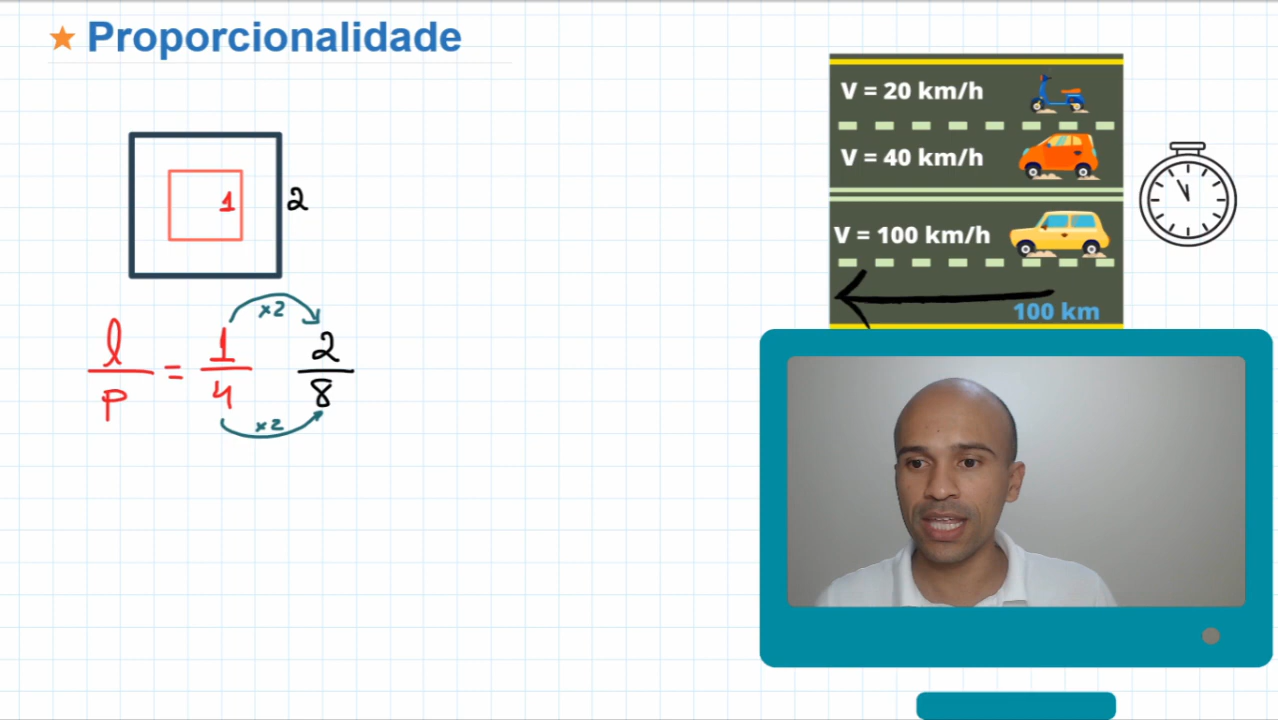 Proporcionalidade
V = 20 km/h
V = 40 km/h
V = 100 km/h
100 km
1
2
×2
l/P = 1/4 2/8
×2